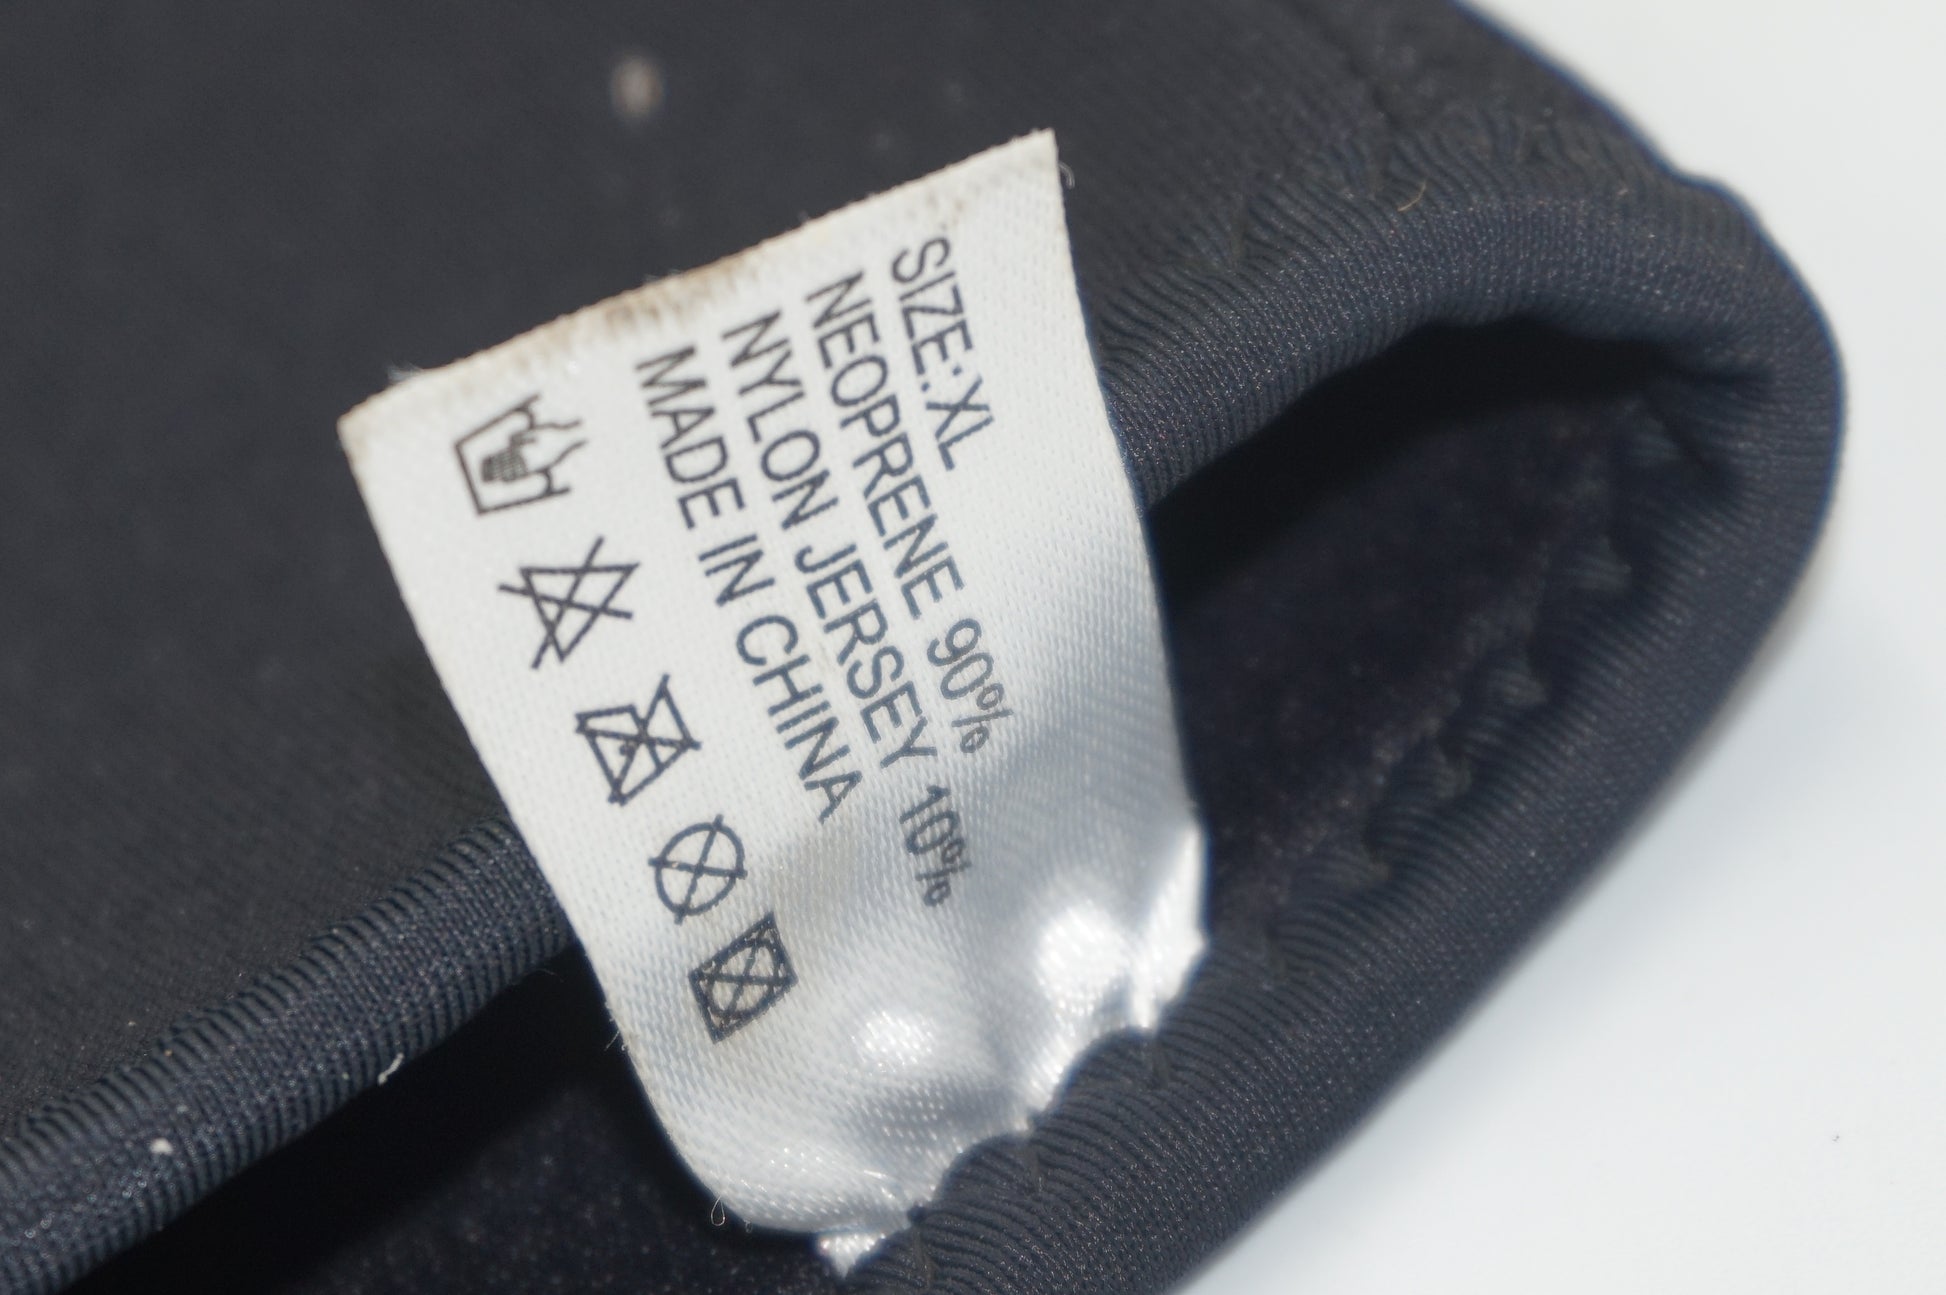 SIZE:XL
NEOPRENE 90%
NYLON JERSEY 10%
MADE IN CHINA